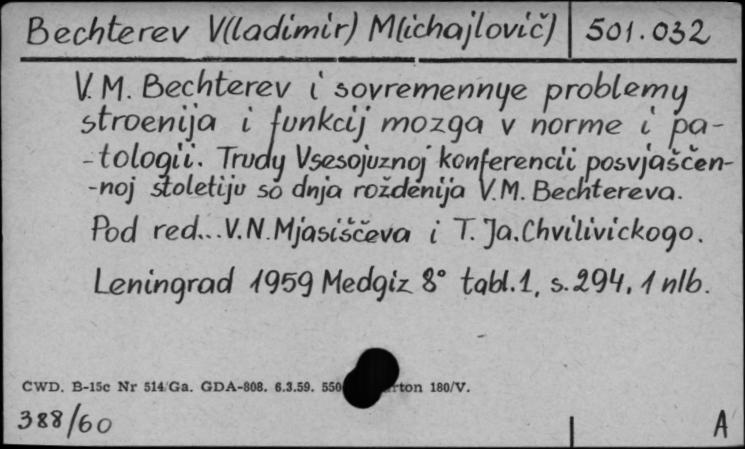 Bechterev V(ladimir) M(ichajlovič) 501.032
V. M. Bechterev i sovremennye problemy
stroenija i funkcij mozga v norme i pa-
-tologii. Trudy Vsesojuznoj konferencii posvjaščen-
-noj stoletiju so dnja roždenija V.M. Bechtereva.
Pod red... V.N. Mjasiščeva i T. Ja. Chvilivickogo.
Leningrad 1959 Medgiz 8° tabl.1, s.294, 1 nlb.
CWD. B-15c Nr 514/Ga. GDA-808. 6.3.59. 550 rton 180/V.
388/60 A